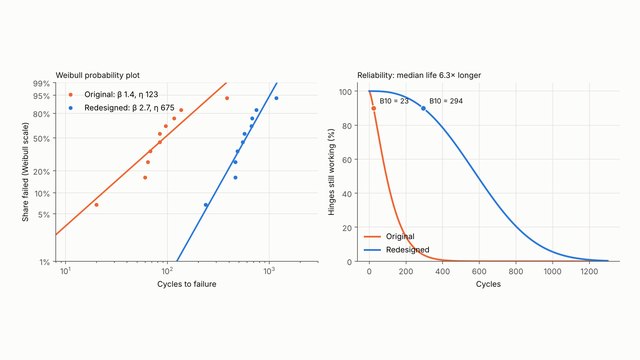 Weibull probability plot
99%
95%
80%
50%
20%
10%
5%
1%
Share failed (Weibull scale)
Original: β 1.4, η 123
Redesigned: β 2.7, η 675
10¹
10²
10³
Cycles to failure
Reliability: median life 6.3× longer
100
80
60
40
20
0
Hinges still working (%)
B10 = 23
B10 = 294
Original
Redesigned
0
200
400
600
800
1000
1200
Cycles